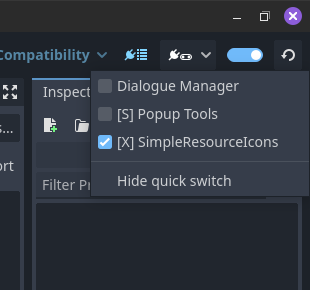 Compatibility
Inspect
Dialogue Manager
[S] Popup Tools
s...
[X] SimpleResourceIcons
ort
Hide quick switch
Filter Pr